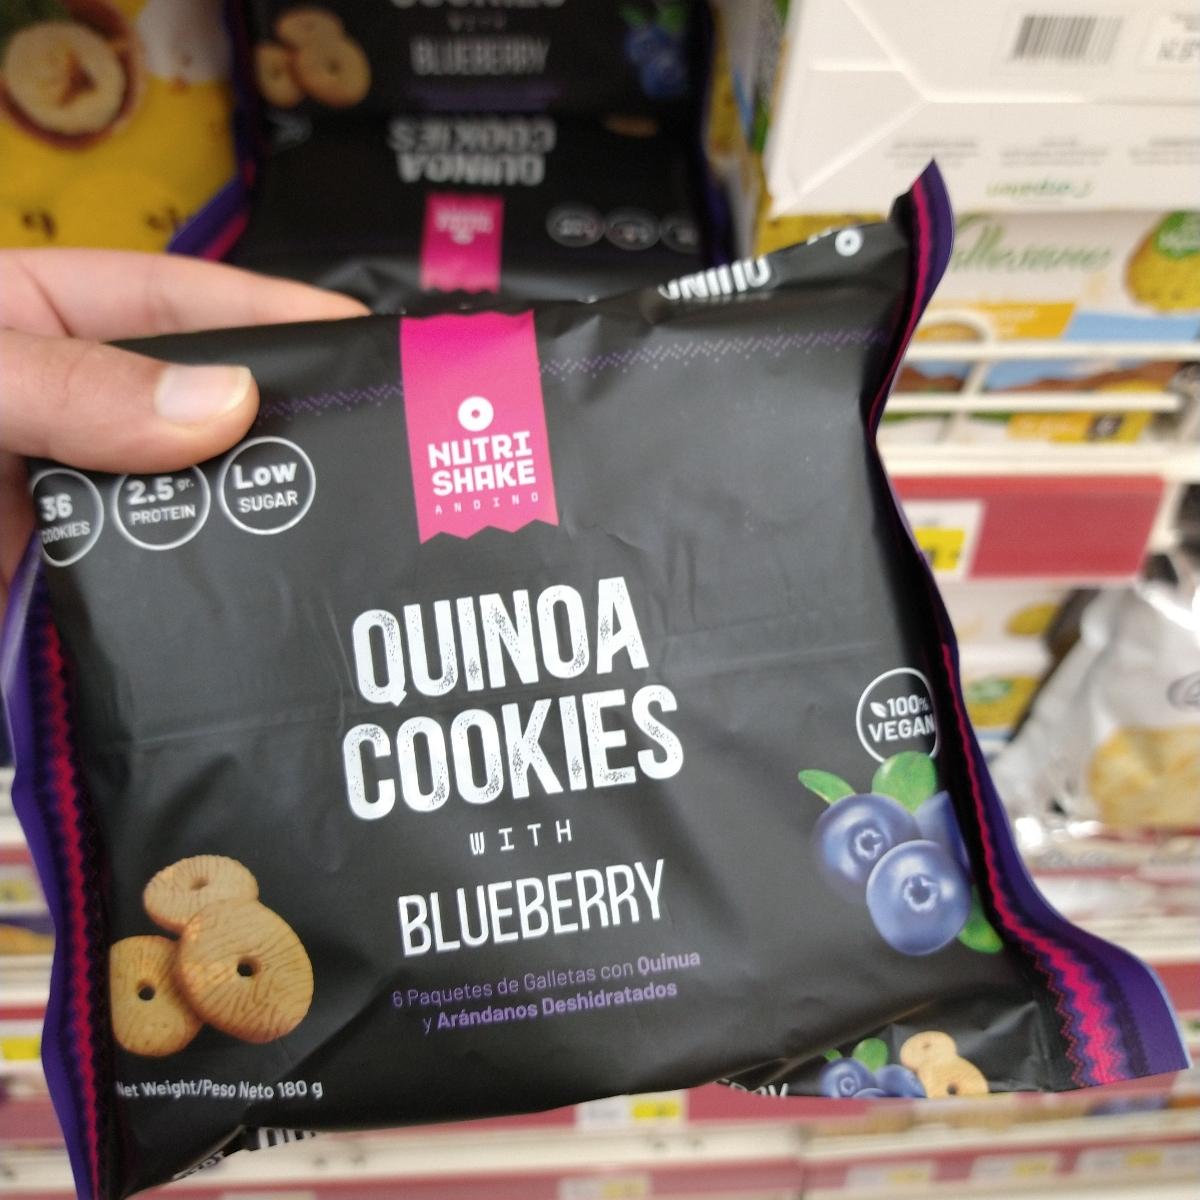 BLUEBERRY
QUINOA
COOKIES
NUTRI
SHAKE
ANDINO
36
COOKIES
2.5 gr.
PROTEIN
Low
SUGAR
QUINOA
COOKIES
WITH
BLUEBERRY
100%
VEGAN
6 Paquetes de Galletas con Quinua
y Arándanos Deshidratados
Net Weight/Peso Neto 180 g